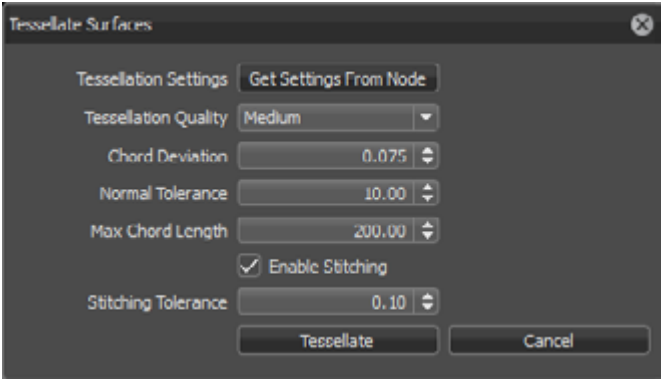 Tessellate Surfaces
Tessellation Settings Get Settings From Node
Tessellation Quality Medium
Chord Deviation 0.075
Normal Tolerance 10.00
Max Chord Length 200.00
Enable Stitching
Stitching Tolerance 0.10
Tessellate Cancel